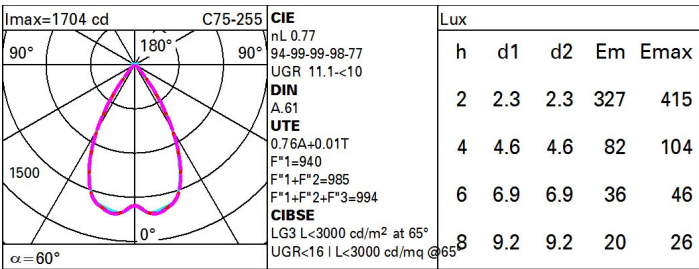 Imax=1704 cd C75-255
90° 180° 90°
1500
0°
α=60°
CIE
nL 0.77
94-99-99-98-77
UGR 11.1-<10
DIN
A.61
UTE
0.76A+0.01T
F"1=940
F"1+F"2=985
F"1+F"2+F"3=994
CIBSE
LG3 L<3000 cd/m² at 65°
UGR<16 | L<3000 cd/mq @65°
Lux
h d1 d2 Em Emax
2 2.3 2.3 327 415
4 4.6 4.6 82 104
6 6.9 6.9 36 46
8 9.2 9.2 20 26